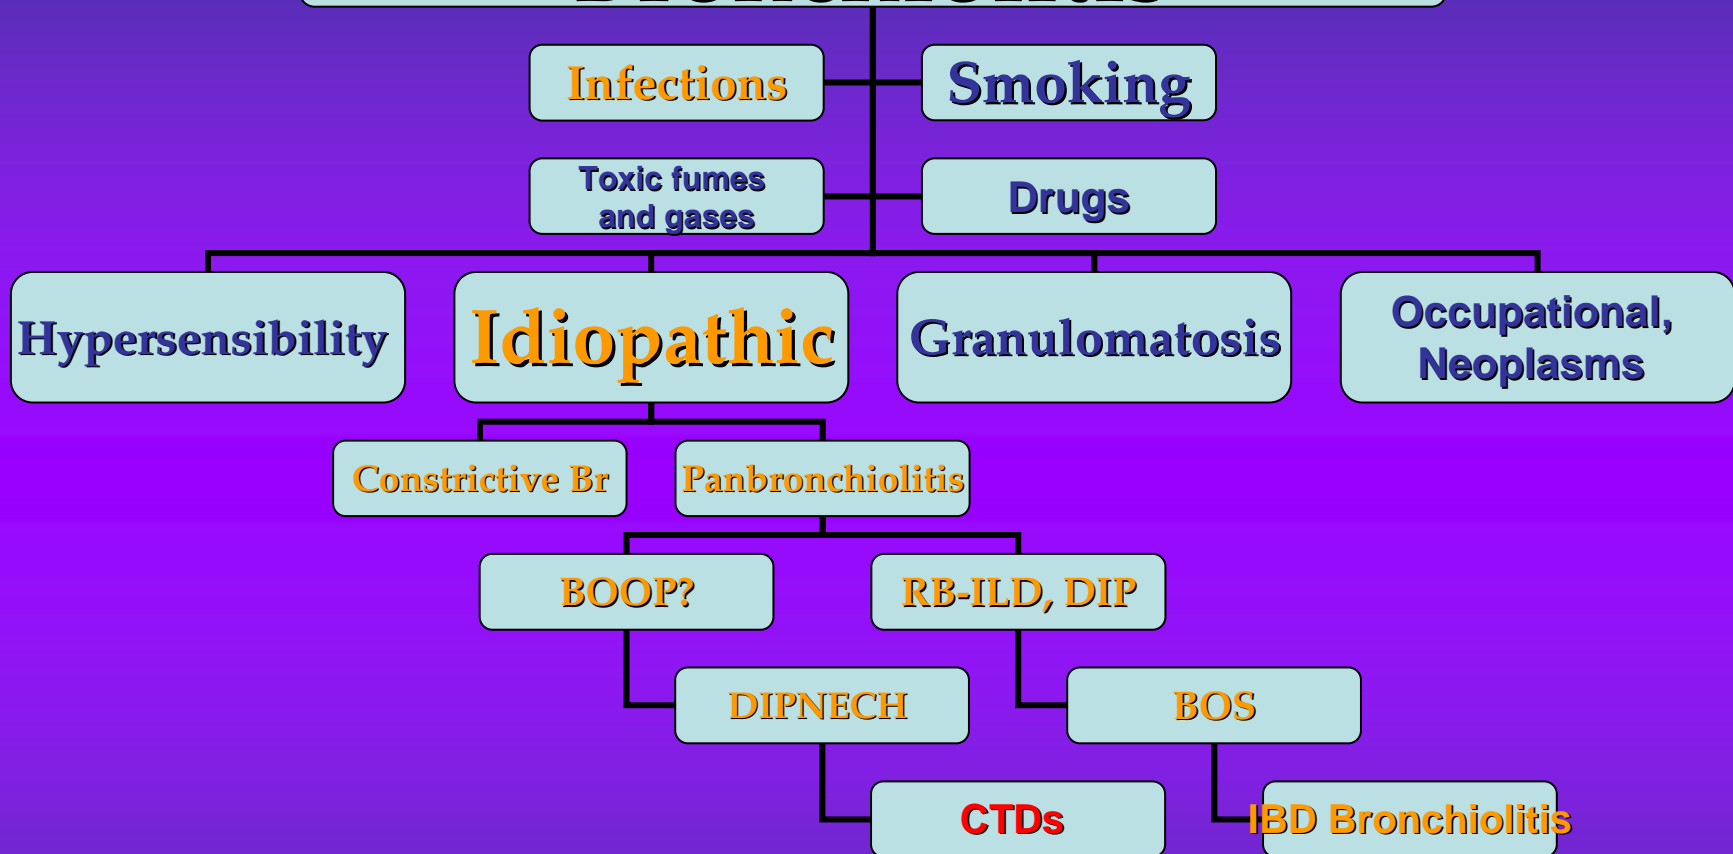 Bronchiolitis
Infections
Smoking
Toxic fumes
and gases
Drugs
Hypersensibility
Idiopathic
Granulomatosis
Occupational,
Neoplasms
Constrictive Br
Panbronchiolitis
BOOP?
RB-ILD, DIP
DIPNECH
BOS
CTDs
IBD Bronchiolitis